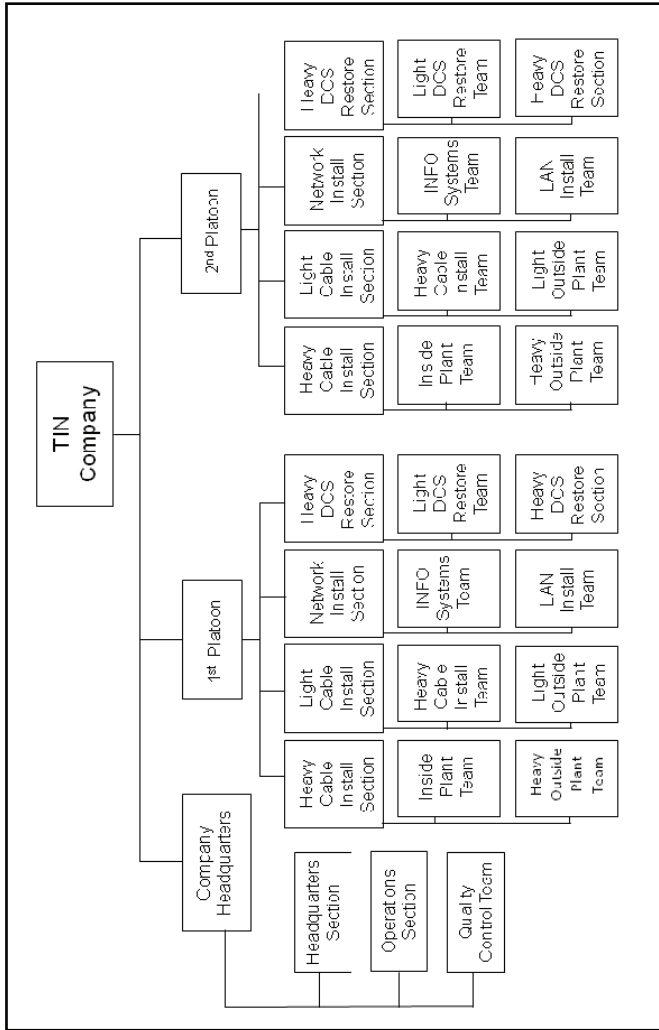 TIN
Company
Company
Headquarters
1st Platoon
2nd Platoon
Headquarters
Section
Operations
Section
Quality
Control Team
Heavy
Cable
Install
Section
Light
Cable
Install
Section
Network
Install
Section
Heavy
DCS
Restore
Section
Inside
Plant
Team
Heavy
Cable
Install
Team
INFO
Systems
Team
Light
DCS
Restore
Team
Heavy
Outside
Plant
Team
Light
Outside
Plant
Team
LAN
Install
Team
Heavy
DCS
Restore
Section
Heavy
Cable
Install
Section
Light
Cable
Install
Section
Network
Install
Section
Heavy
DCS
Restore
Section
Inside
Plant
Team
Heavy
Cable
Install
Team
INFO
Systems
Team
Light
DCS
Restore
Team
Heavy
Outside
Plant
Team
Light
Outside
Plant
Team
LAN
Install
Team
Heavy
DCS
Restore
Section